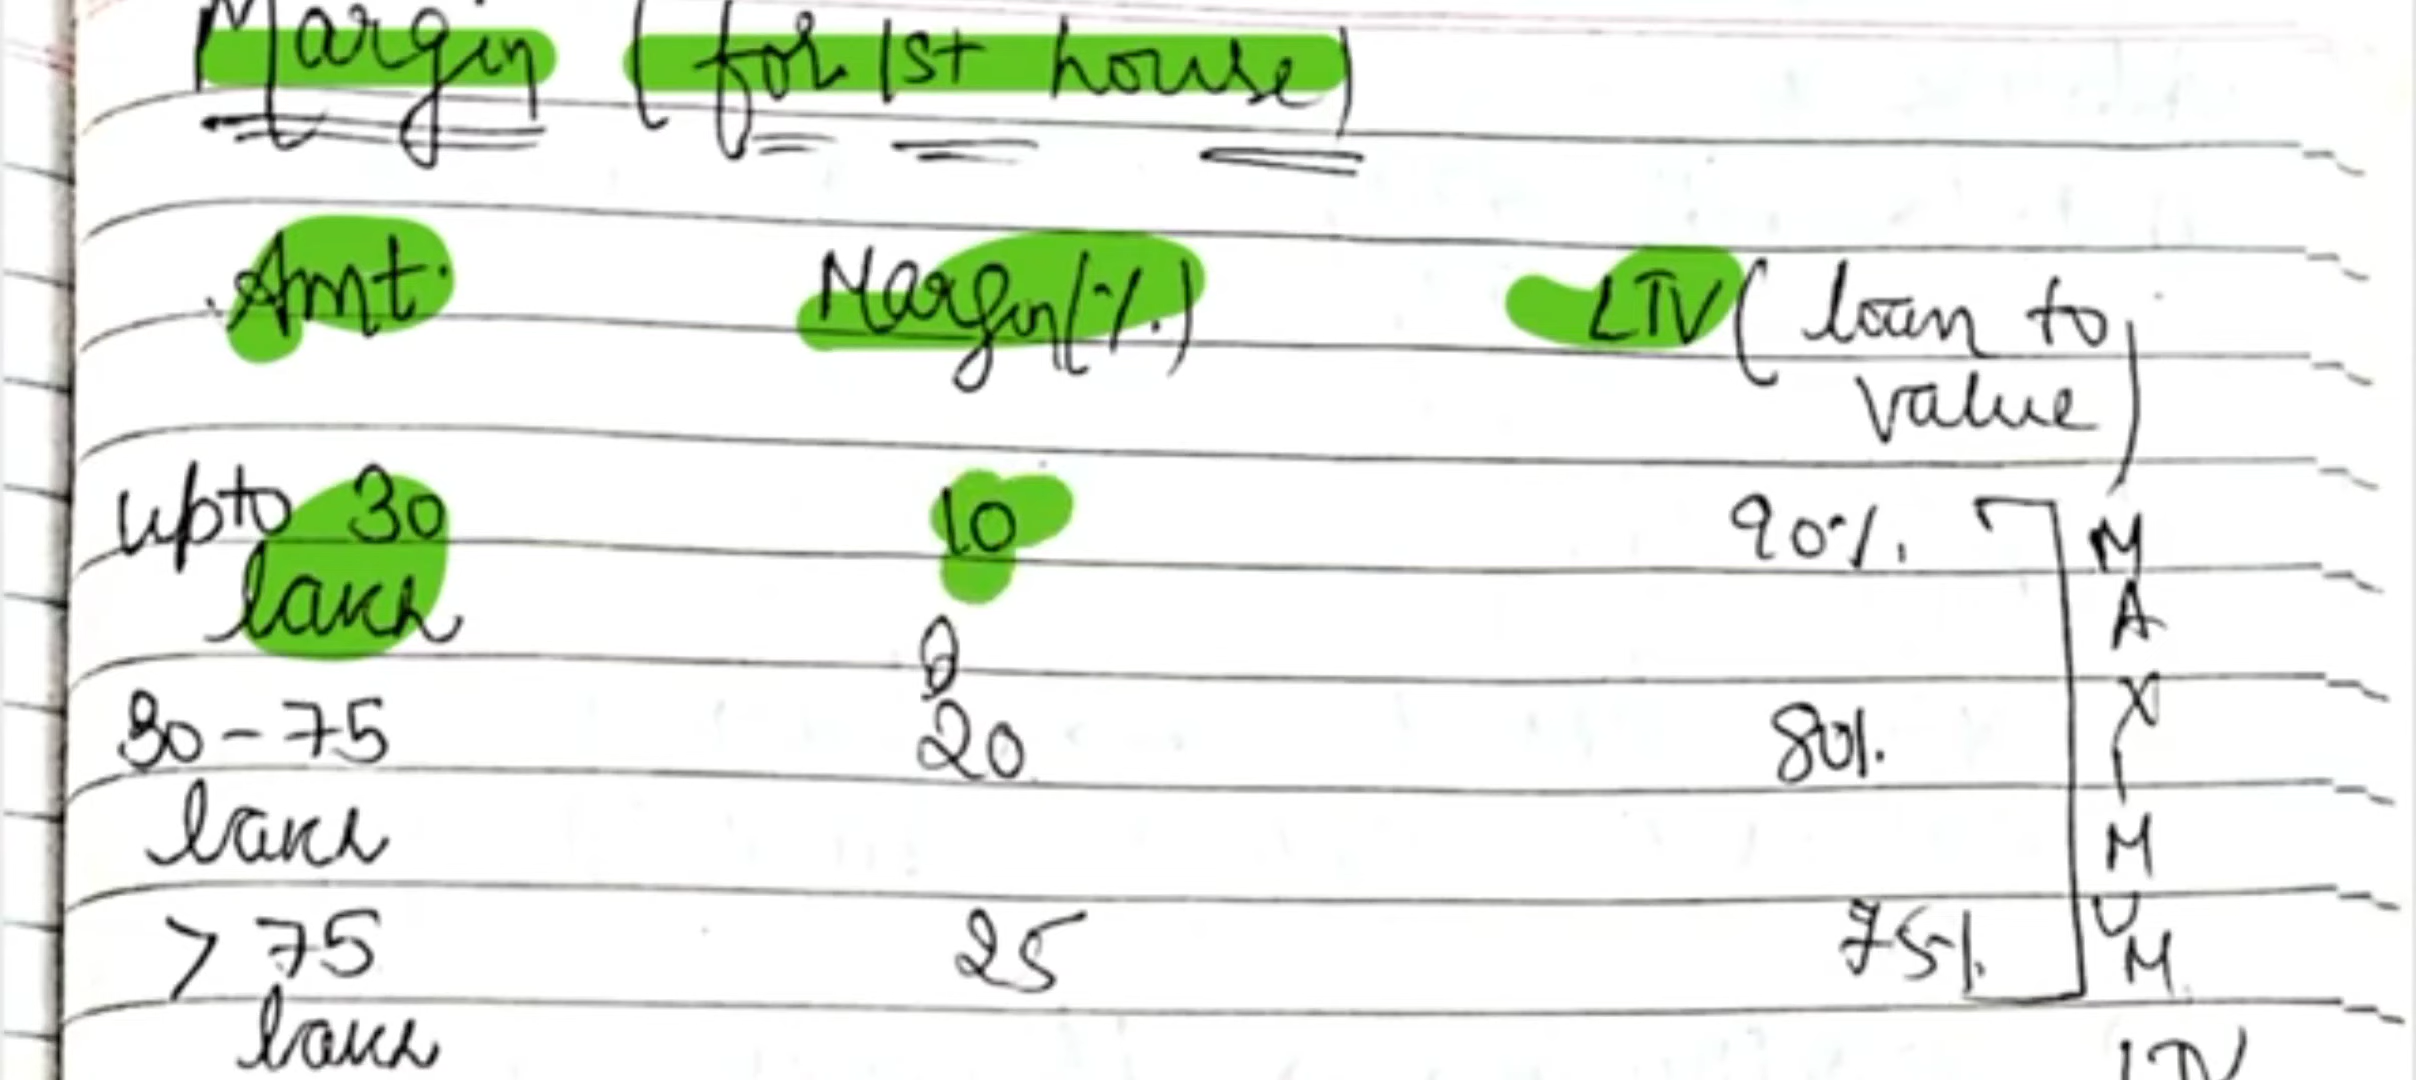 Margin (for 1st house)
Amt. Margin(%) LTV (loan to value)
upto 30 lakh 10 90%
30-75 lakh 20 80%
> 75 lakh 25 75%
MAXIMUM
LTV